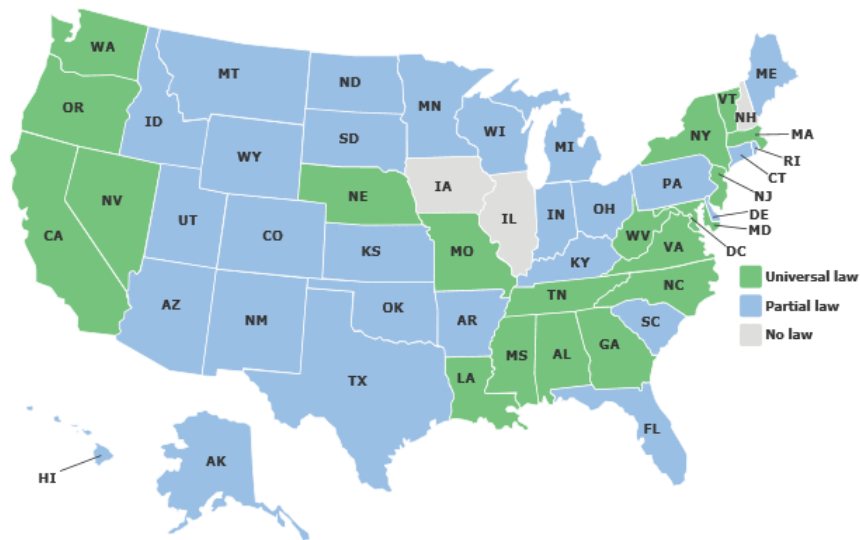 WA
OR
CA
NV
ID
MT
WY
UT
CO
AZ
NM
ND
SD
NE
KS
OK
TX
MN
IA
MO
AR
LA
WI
IL
MI
IN
OH
KY
TN
MS
AL
GA
FL
SC
NC
VA
WV
PA
NY
VT
NH
ME
MA
RI
CT
NJ
DE
MD
DC
HI
AK
Universal law
Partial law
No law